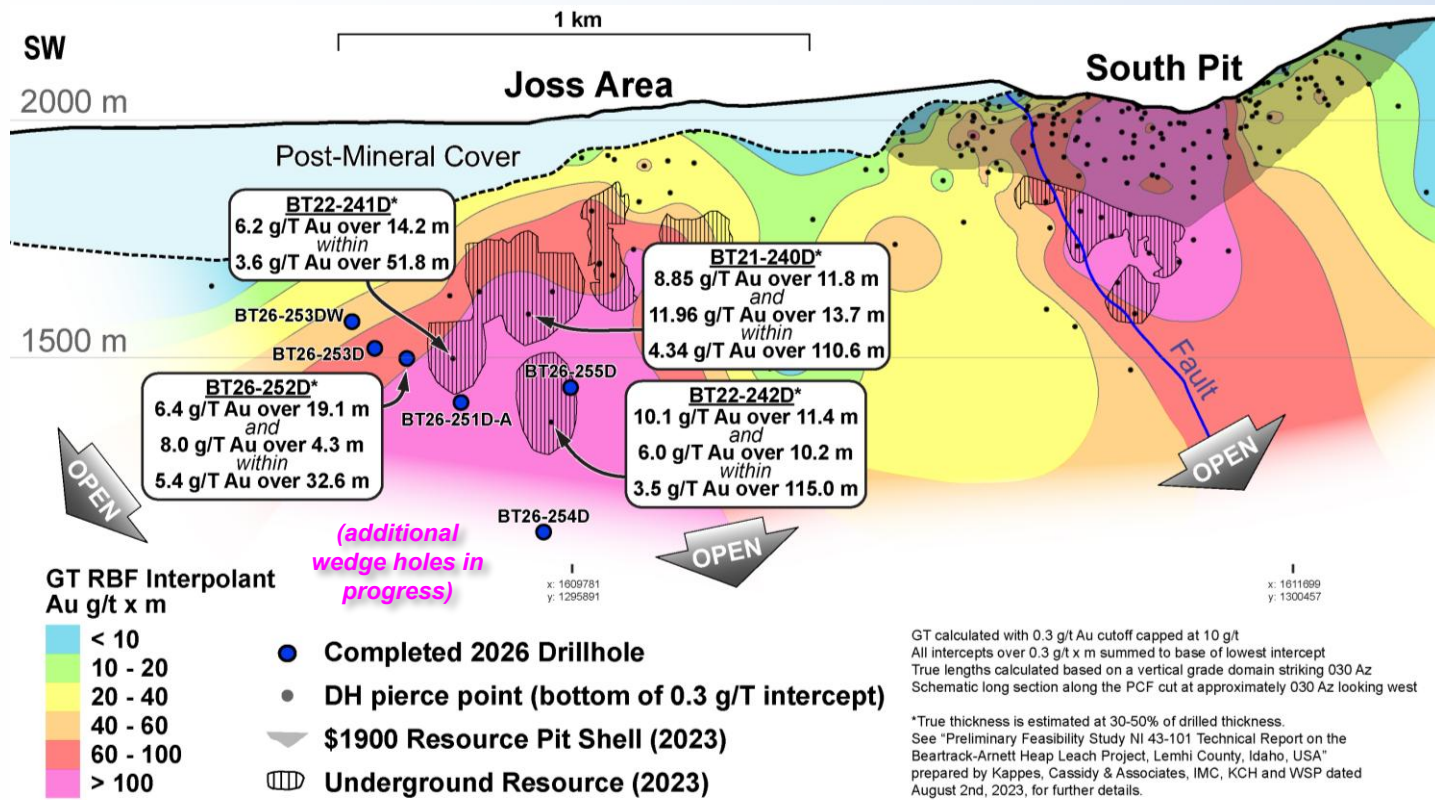 1 km
SW
Joss Area
South Pit
2000 m
Post-Mineral Cover
BT22-241D*
6.2 g/T Au over 14.2 m
within
3.6 g/T Au over 51.8 m
BT21-240D*
8.85 g/T Au over 11.8 m
and
11.96 g/T Au over 13.7 m
within
4.34 g/T Au over 110.6 m
BT26-253DW
BT26-253D
1500 m
Fault
BT26-252D*
6.4 g/T Au over 19.1 m
and
8.0 g/T Au over 4.3 m
within
5.4 g/T Au over 32.6 m
BT26-255D
BT26-251D-A
BT22-242D*
10.1 g/T Au over 11.4 m
and
6.0 g/T Au over 10.2 m
within
3.5 g/T Au over 115.0 m
OPEN
OPEN
OPEN
BT26-254D
(additional
wedge holes in
progress)
x: 1609781
y: 1295891
x: 1611699
y: 1300457
GT RBF Interpolant
Au g/t x m
< 10
10 - 20
20 - 40
40 - 60
60 - 100
> 100
Completed 2026 Drillhole
DH pierce point (bottom of 0.3 g/T intercept)
$1900 Resource Pit Shell (2023)
Underground Resource (2023)
GT calculated with 0.3 g/t Au cutoff capped at 10 g/t
All intercepts over 0.3 g/t x m summed to base of lowest intercept
True lengths calculated based on a vertical grade domain striking 030 Az
Schematic long section along the PCF cut at approximately 030 Az looking west
*True thickness is estimated at 30-50% of drilled thickness.
See "Preliminary Feasibility Study NI 43-101 Technical Report on the
Beartrack-Arnett Heap Leach Project, Lemhi County, Idaho, USA"
prepared by Kappes, Cassidy & Associates, IMC, KCH and WSP dated
August 2nd, 2023, for further details.